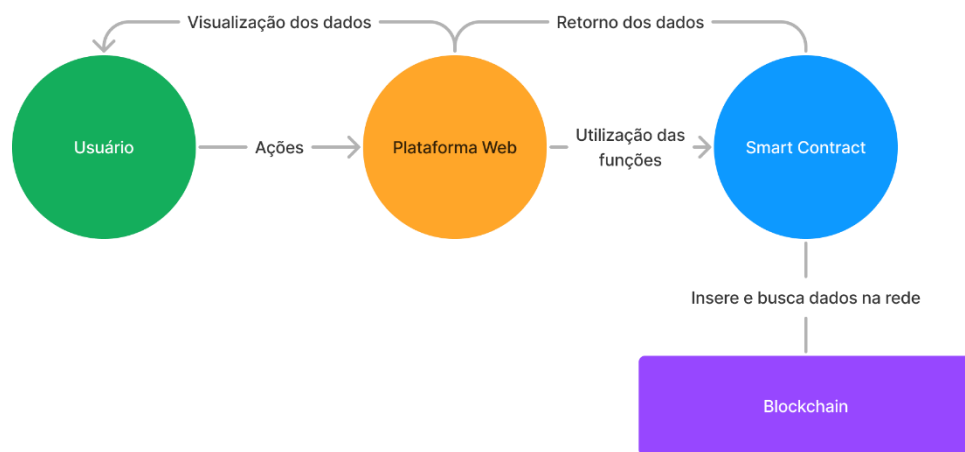 Visualização dos dados
Retorno dos dados
Usuário
Ações
Plataforma Web
Utilização das
funções
Smart Contract
Insere e busca dados na rede
Blockchain